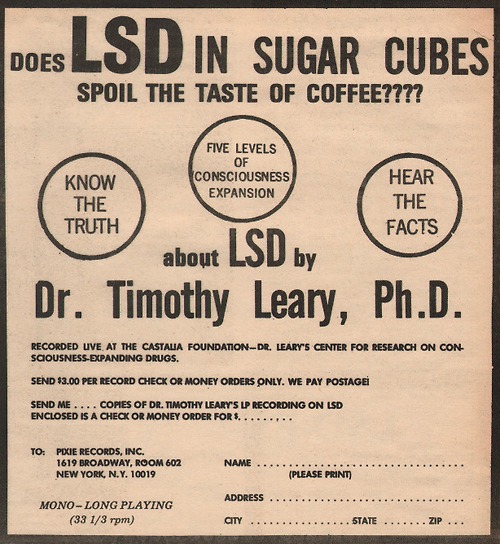 DOES LSD IN SUGAR CUBES
SPOIL THE TASTE OF COFFEE????
KNOW
THE
TRUTH
FIVE LEVELS
OF
CONSCIOUSNESS
EXPANSION
HEAR
THE
FACTS
about LSD by
Dr. Timothy Leary, Ph.D.
RECORDED LIVE AT THE CASTALIA FOUNDATION—DR. LEARY'S CENTER FOR RESEARCH ON CON-
SCIOUSNESS-EXPANDING DRUGS.
SEND $3.00 PER RECORD CHECK OR MONEY ORDERS ONLY. WE PAY POSTAGE!
SEND ME .... COPIES OF DR. TIMOTHY LEARY'S LP RECORDING ON LSD
ENCLOSED IS A CHECK OR MONEY ORDER FOR $........
TO: PIXIE RECORDS, INC.
1619 BROADWAY, ROOM 602
NEW YORK, N.Y. 10019
MONO—LONG PLAYING
(33 1/3 rpm)
NAME ........................................
(PLEASE PRINT)
ADDRESS ........................................
CITY .................... STATE ........ ZIP ...